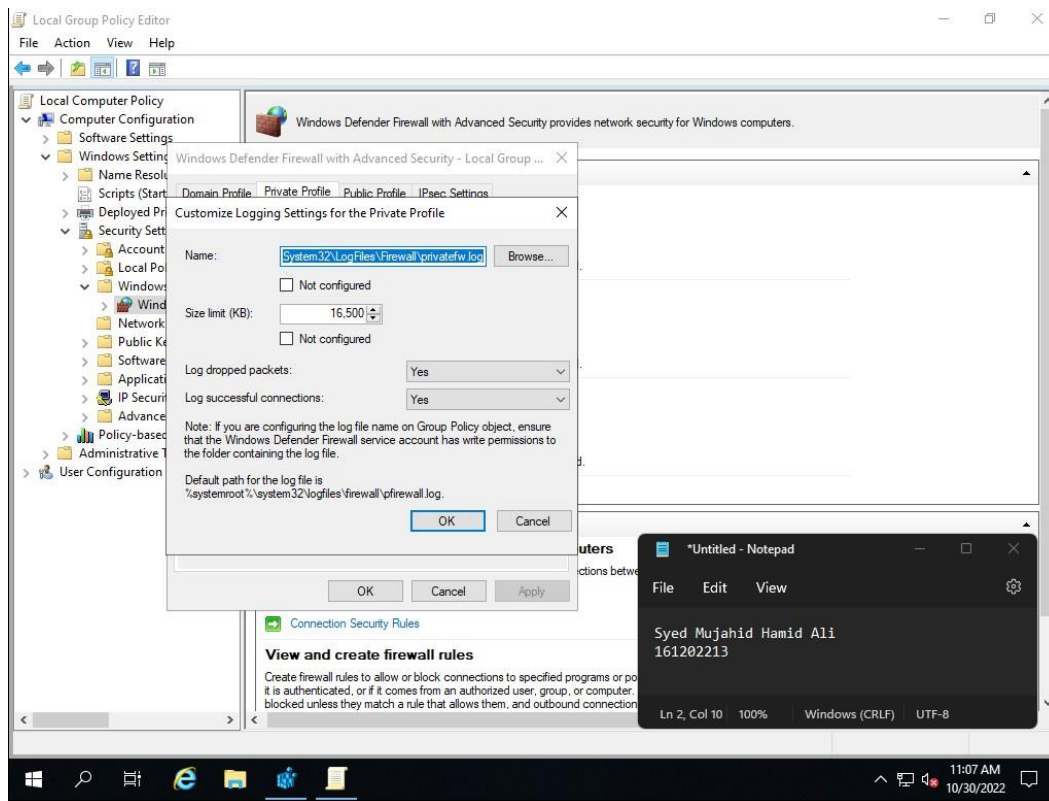 Local Group Policy Editor
File Action View Help
Local Computer Policy
Computer Configuration
Software Settings
Windows Setting
Name Resolu
Scripts (Start
Deployed Pri
Security Sett
Account
Local Pol
Windows
Wind
Network
Public Ke
Software
Applicati
IP Securit
Advance
Policy-based
Administrative T
User Configuration
Windows Defender Firewall with Advanced Security provides network security for Windows computers.
Windows Defender Firewall with Advanced Security - Local Group ...
Domain Profile Private Profile Public Profile IPsec Settings
Customize Logging Settings for the Private Profile
Name: System32\LogFiles\Firewall\privatefw.log Browse...
Not configured
Size limit (KB): 16,500
Not configured
Log dropped packets: Yes
Log successful connections: Yes
Note: If you are configuring the log file name on Group Policy object, ensure
that the Windows Defender Firewall service account has write permissions to
the folder containing the log file.
Default path for the log file is
%systemroot%\system32\logfiles\firewall\pfirewall.log.
OK Cancel
OK Cancel Apply
uters
ections betwe
Connection Security Rules
View and create firewall rules
Create firewall rules to allow or block connections to specified programs or po
it is authenticated, or if it comes from an authorized user, group, or computer.
blocked unless they match a rule that allows them, and outbound connection
*Untitled - Notepad
File Edit View
Syed Mujahid Hamid Ali
161202213
Ln 2, Col 10 100% Windows (CRLF) UTF-8
11:07 AM
10/30/2022